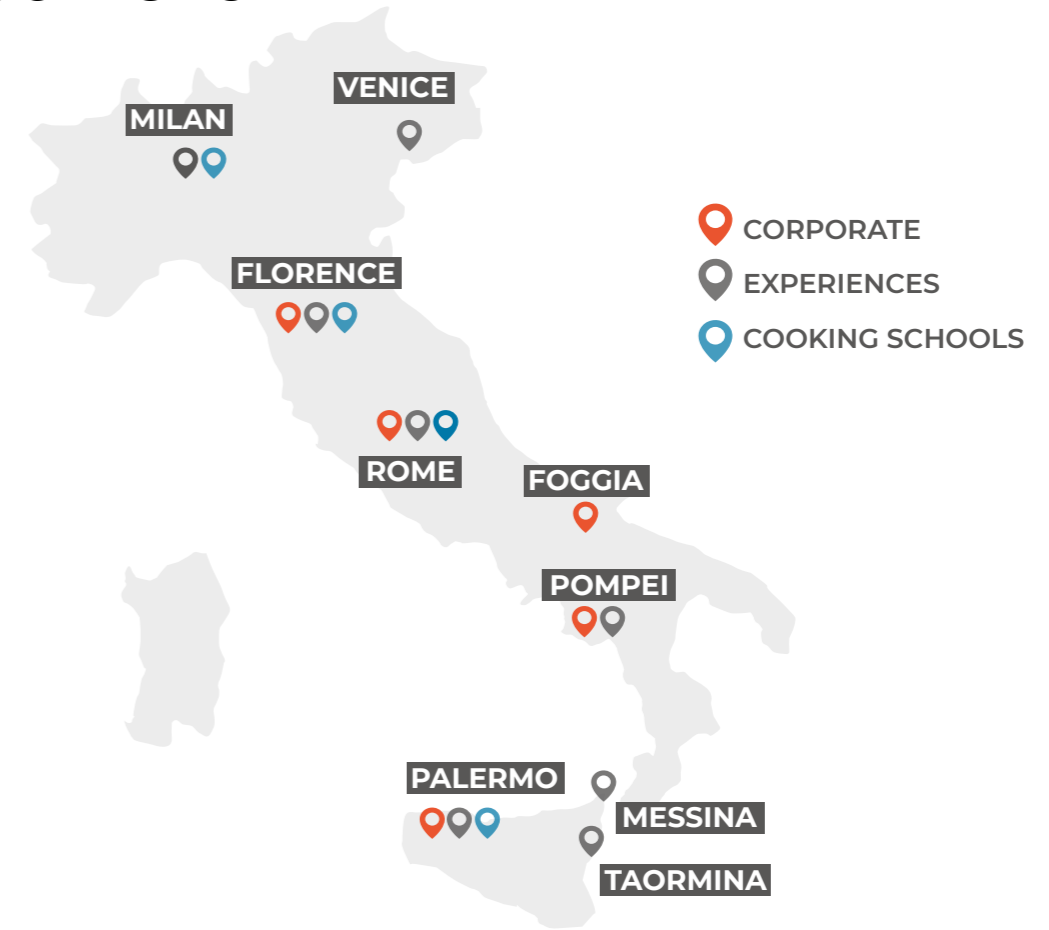 VENICE
MILAN
CORPORATE
FLORENCE
EXPERIENCES
COOKING SCHOOLS
ROME
FOGGIA
POMPEI
PALERMO
MESSINA
TAORMINA